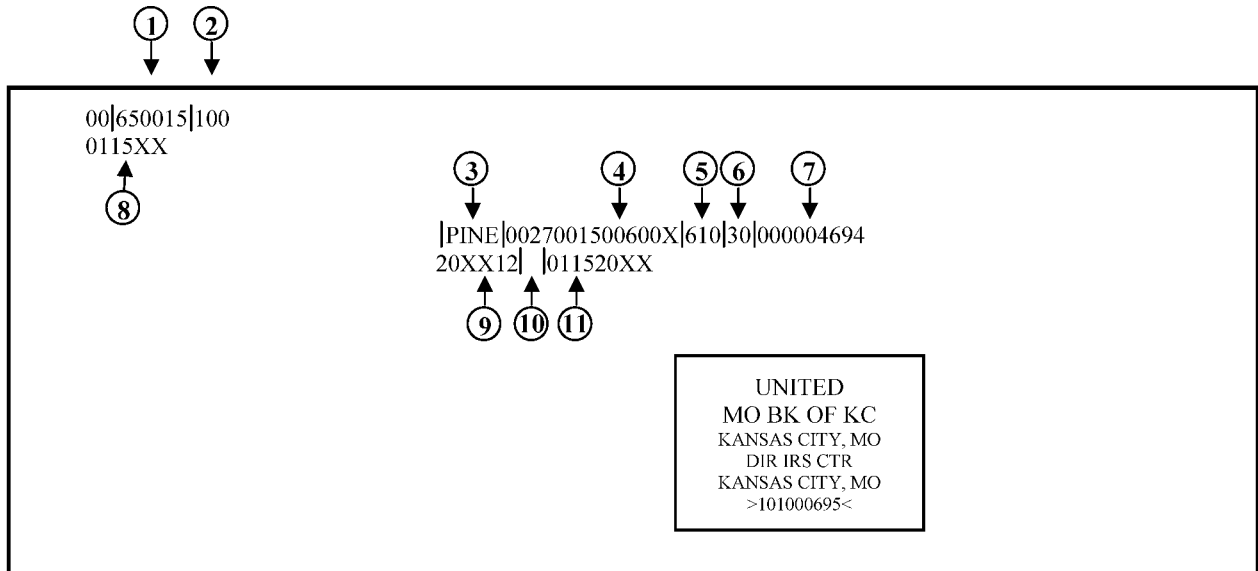 1 2
00|650015|100
0115XX
8
3 4 5 6 7
|PINE|0027001500600X|610|30|000004694
20XX12| |011520XX
9 10 11
UNITED
MO BK OF KC
KANSAS CITY, MO
DIR IRS CTR
KANSAS CITY, MO
>101000695<